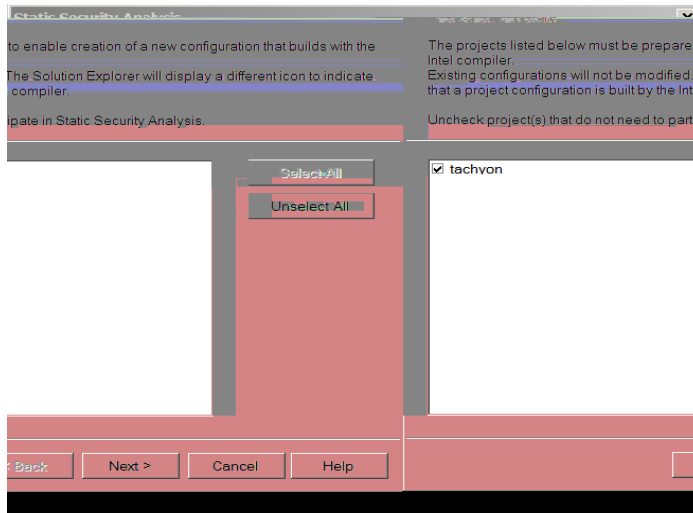 Static Security Analysis
to enable creation of a new configuration that builds with the
The Solution Explorer will display a different icon to indicate
compiler.
ipate in Static Security Analysis.
Select All
Unselect All
< Back
Next >
Cancel
Help
The projects listed below must be prepare
Intel compiler.
Existing configurations will not be modified.
that a project configuration is built by the Int
Uncheck project(s) that do not need to part
tachyon